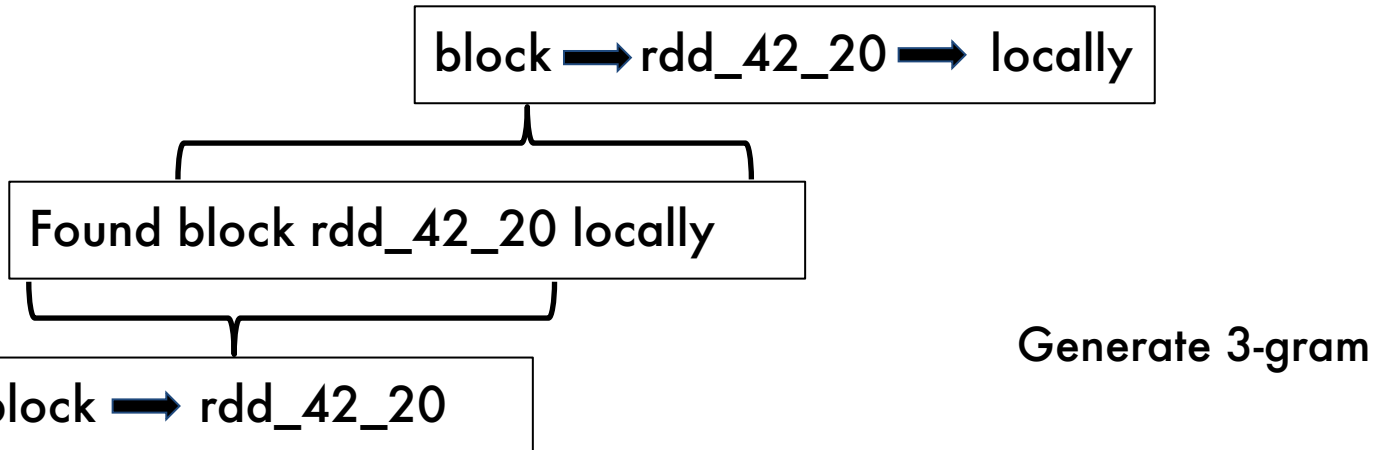 block rdd_42_20 locally
Found block rdd_42_20 locally
Generate 3-gram
block rdd_42_20